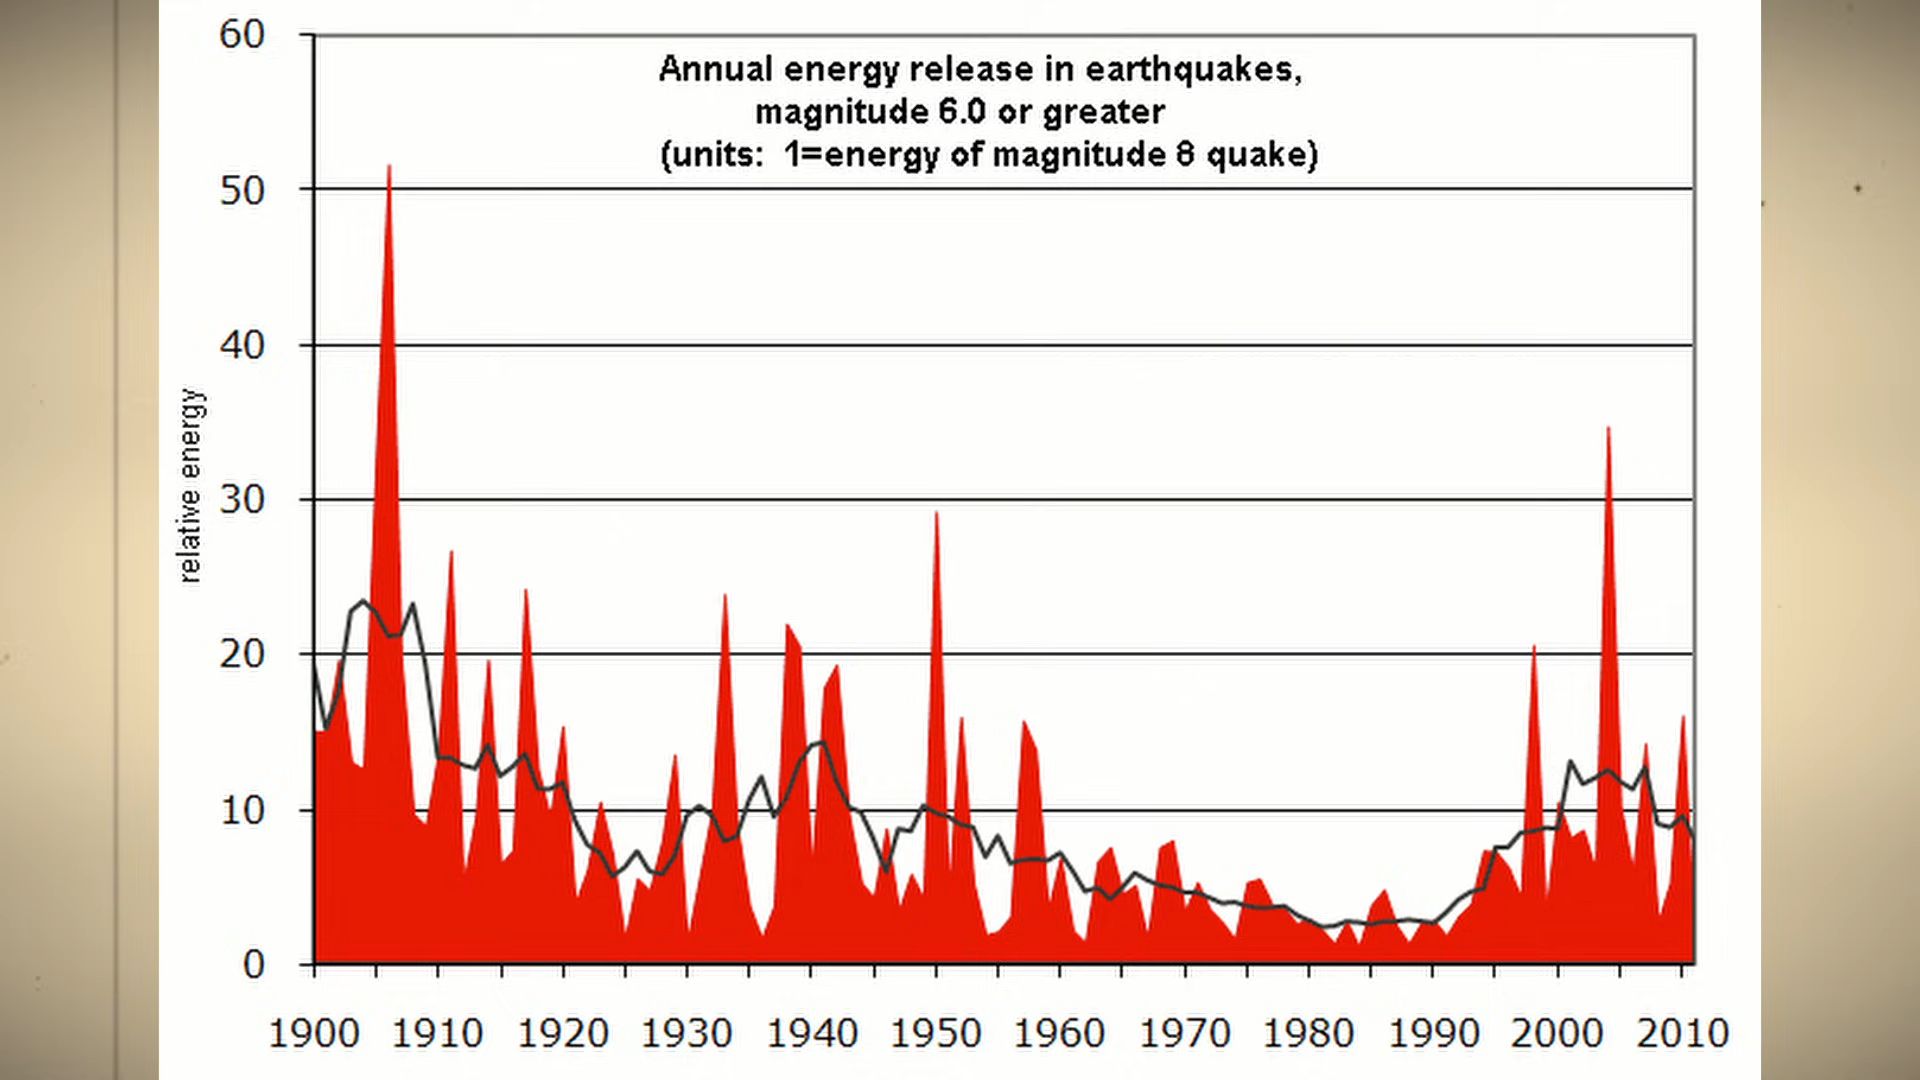 Annual energy release in earthquakes,
magnitude 6.0 or greater
(units: 1=energy of magnitude 8 quake)
60
50
40
30
20
10
0
relative energy
1900 1910 1920 1930 1940 1950 1960 1970 1980 1990 2000 2010